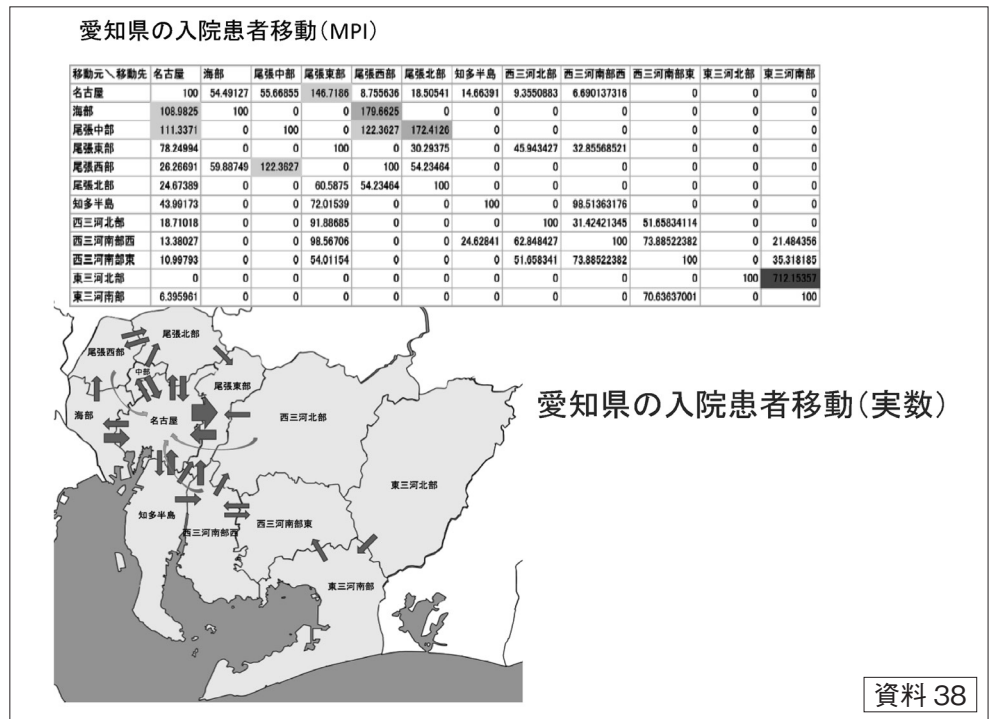 愛知県の入院患者移動（MPI）
移動元＼移動先 名古屋 海部 尾張中部 尾張東部 尾張西部 尾張北部 知多半島 西三河北部 西三河南部西 西三河南部東 東三河北部 東三河南部
名古屋 100 54.49127 55.66855 146.7186 8.755636 18.50541 14.66391 9.3550883 6.690137316 0 0 0
海部 108.9825 100 0 0 179.6625 0 0 0 0 0 0 0
尾張中部 111.3371 0 100 0 122.3627 172.4126 0 0 0 0 0 0
尾張東部 78.24994 0 0 100 0 30.29375 0 45.943427 32.85568521 0 0 0
尾張西部 26.26691 59.88749 122.3627 0 100 54.23464 0 0 0 0 0 0
尾張北部 24.67389 0 0 60.5875 54.23464 100 0 0 0 0 0 0
知多半島 43.99173 0 0 72.01539 0 0 100 0 98.51363176 0 0 0
西三河北部 18.71018 0 0 91.88685 0 0 0 100 31.42421345 51.65834114 0 0
西三河南部西 13.38027 0 0 98.56706 0 0 24.62841 62.848427 100 73.88522382 0 21.484356
西三河南部東 10.99793 0 0 54.01154 0 0 0 51.658341 73.88522382 100 0 35.318185
東三河北部 0 0 0 0 0 0 0 0 0 0 100 712.15357
東三河南部 6.395961 0 0 0 0 0 0 0 0 70.63637001 0 100
尾張北部
尾張西部
中部
尾張東部
海部
名古屋
西三河北部
愛知県の入院患者移動（実数）
東三河北部
知多半島
西三河南部東
西三河南部西
東三河南部
資料 38